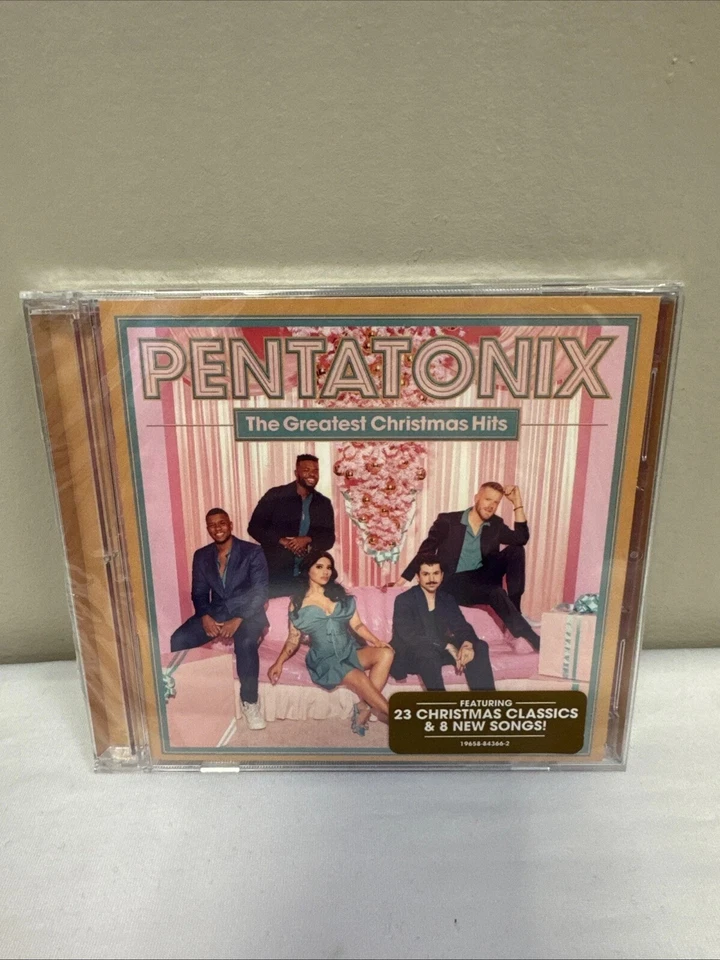 PENTATONIX
The Greatest Christmas Hits
FEATURING
23 CHRISTMAS CLASSICS
& 8 NEW SONGS!
19658-84366-2